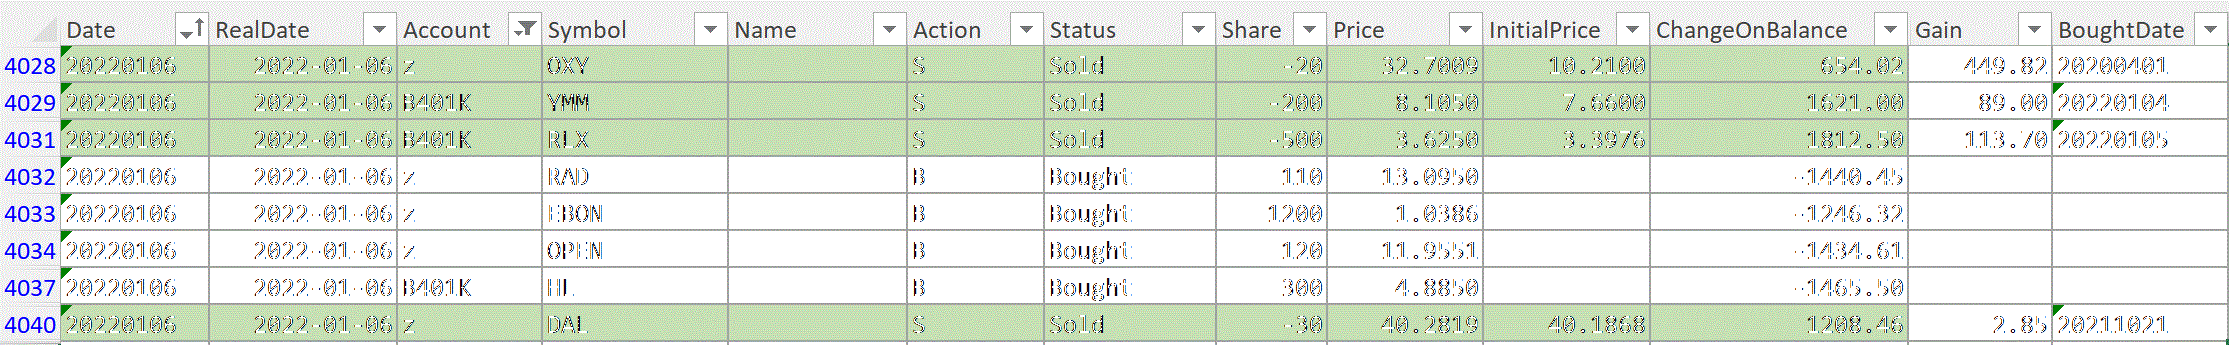 Date RealDate Account Symbol Name Action Status Share Price InitialPrice ChangeOnBalance Gain BoughtDate
4028 20220106 2022-01-06 z OXY S Sold -20 32.7009 10.2100 654.02 449.82 20200401
4029 20220106 2022-01-06 B401K YMM S Sold -200 8.1050 7.6600 1621.00 89.00 20220104
4031 20220106 2022-01-06 B401K RLX S Sold -500 3.6250 3.3976 1812.50 113.70 20220105
4032 20220106 2022-01-06 z RAD B Bought 110 13.0950 -1440.45
4033 20220106 2022-01-06 z EBON B Bought 1200 1.0386 -1246.32
4034 20220106 2022-01-06 z OPEN B Bought 120 11.9551 -1434.61
4037 20220106 2022-01-06 B401K HL B Bought 300 4.8850 -1465.50
4040 20220106 2022-01-06 z DAL S Sold -30 40.2819 40.1868 1208.46 2.85 20211021